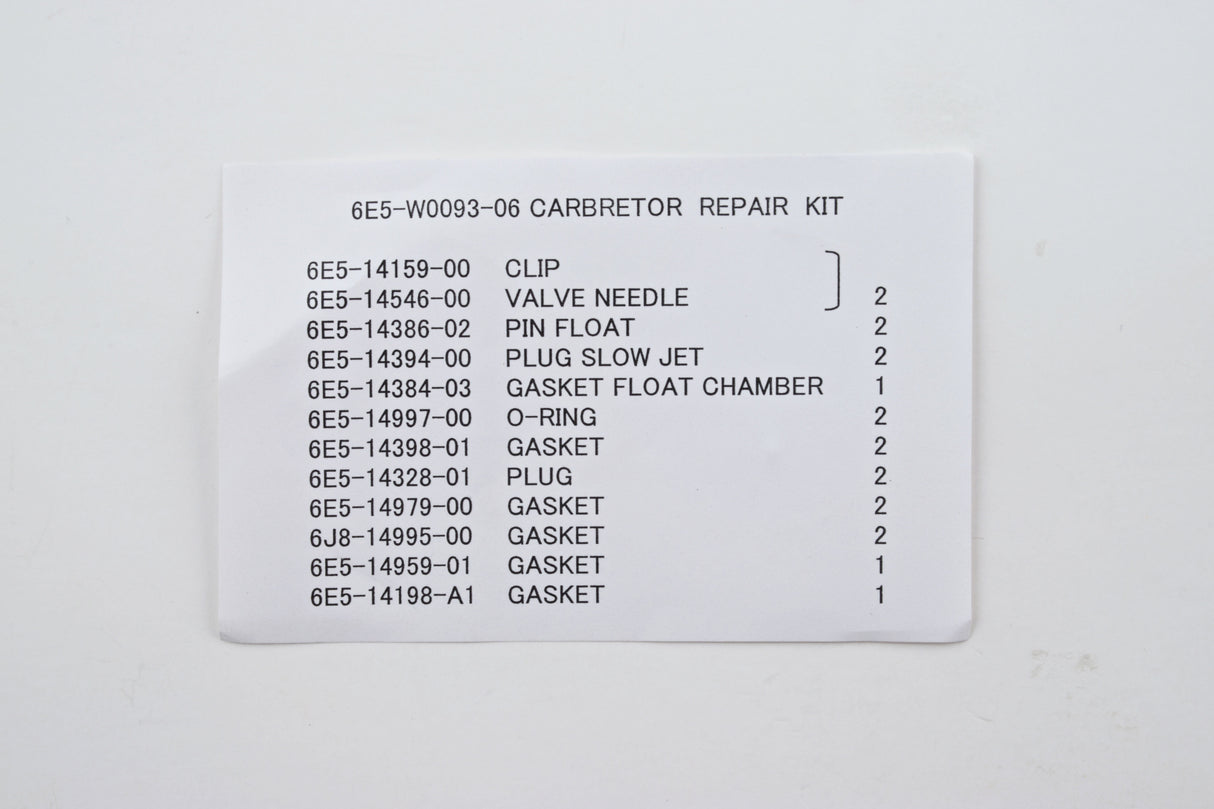 6E5-W0093-06 CARBRETOR REPAIR KIT
6E5-14159-00 CLIP
6E5-14546-00 VALVE NEEDLE 2
6E5-14386-02 PIN FLOAT 2
6E5-14394-00 PLUG SLOW JET 2
6E5-14384-03 GASKET FLOAT CHAMBER 1
6E5-14997-00 O-RING 2
6E5-14398-01 GASKET 2
6E5-14328-01 PLUG 2
6E5-14979-00 GASKET 2
6J8-14995-00 GASKET 2
6E5-14959-01 GASKET 1
6E5-14198-A1 GASKET 1